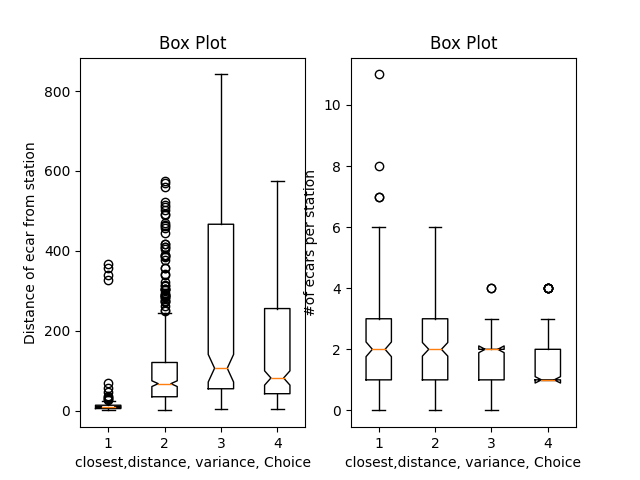 Box Plot
Distance of ecar from station
800
600
400
200
0
1 2 3 4
closest,distance, variance, Choice
Box Plot
#of ecars per station
10
8
6
4
2
0
1 2 3 4
closest,distance, variance, Choice